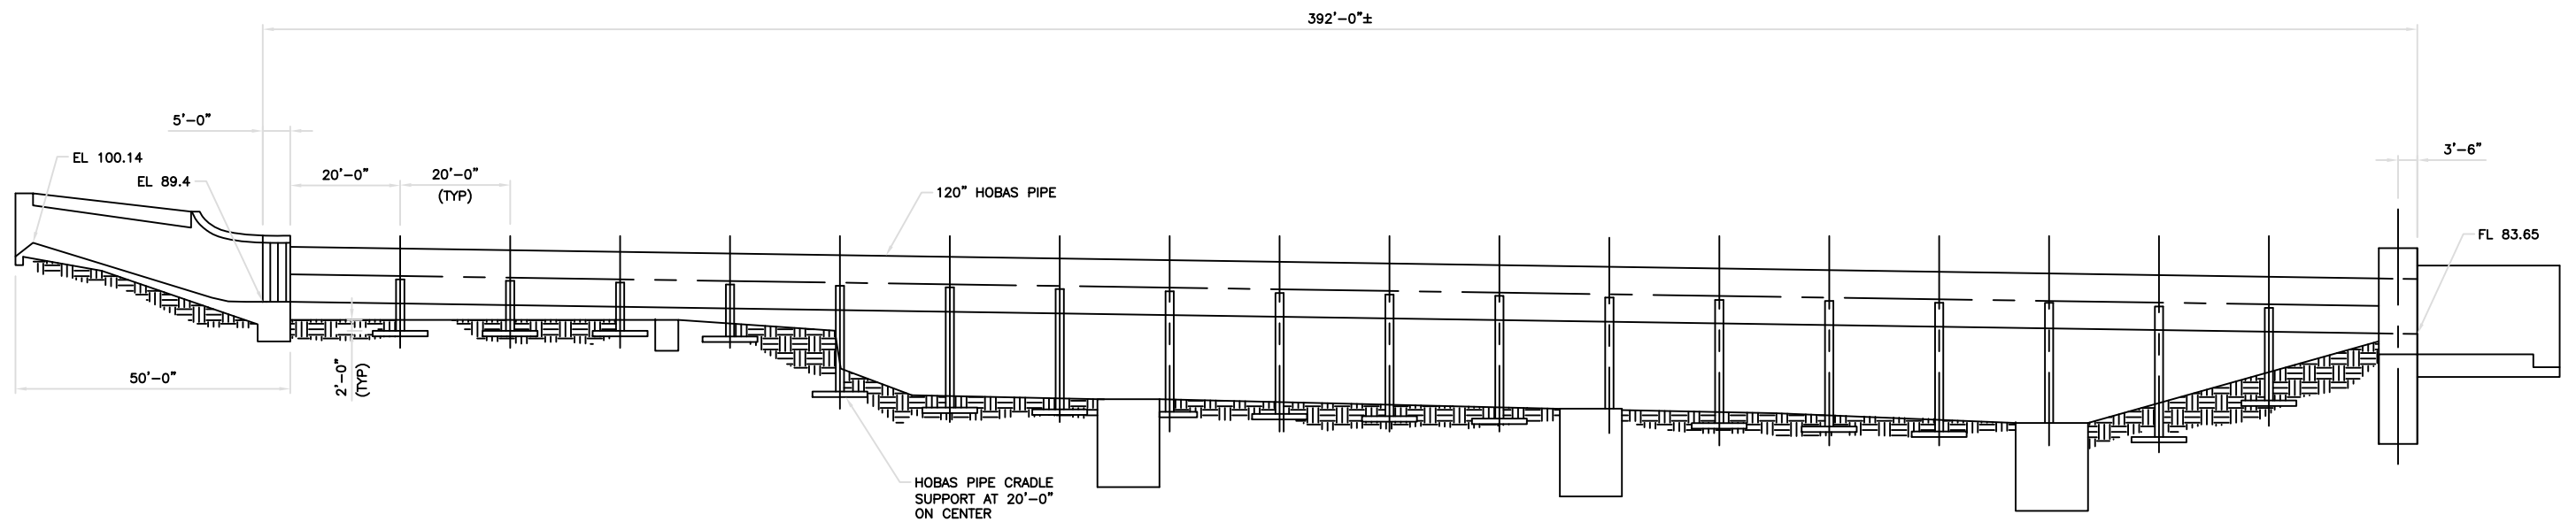 392'-0"±
5'-0"
EL 100.14
EL 89.4
20'-0"
20'-0"
(TYP)
120" HOBAS PIPE
3'-6"
FL 83.65
50'-0"
2'-0"
(TYP)
HOBAS PIPE CRADLE
SUPPORT AT 20'-0"
ON CENTER